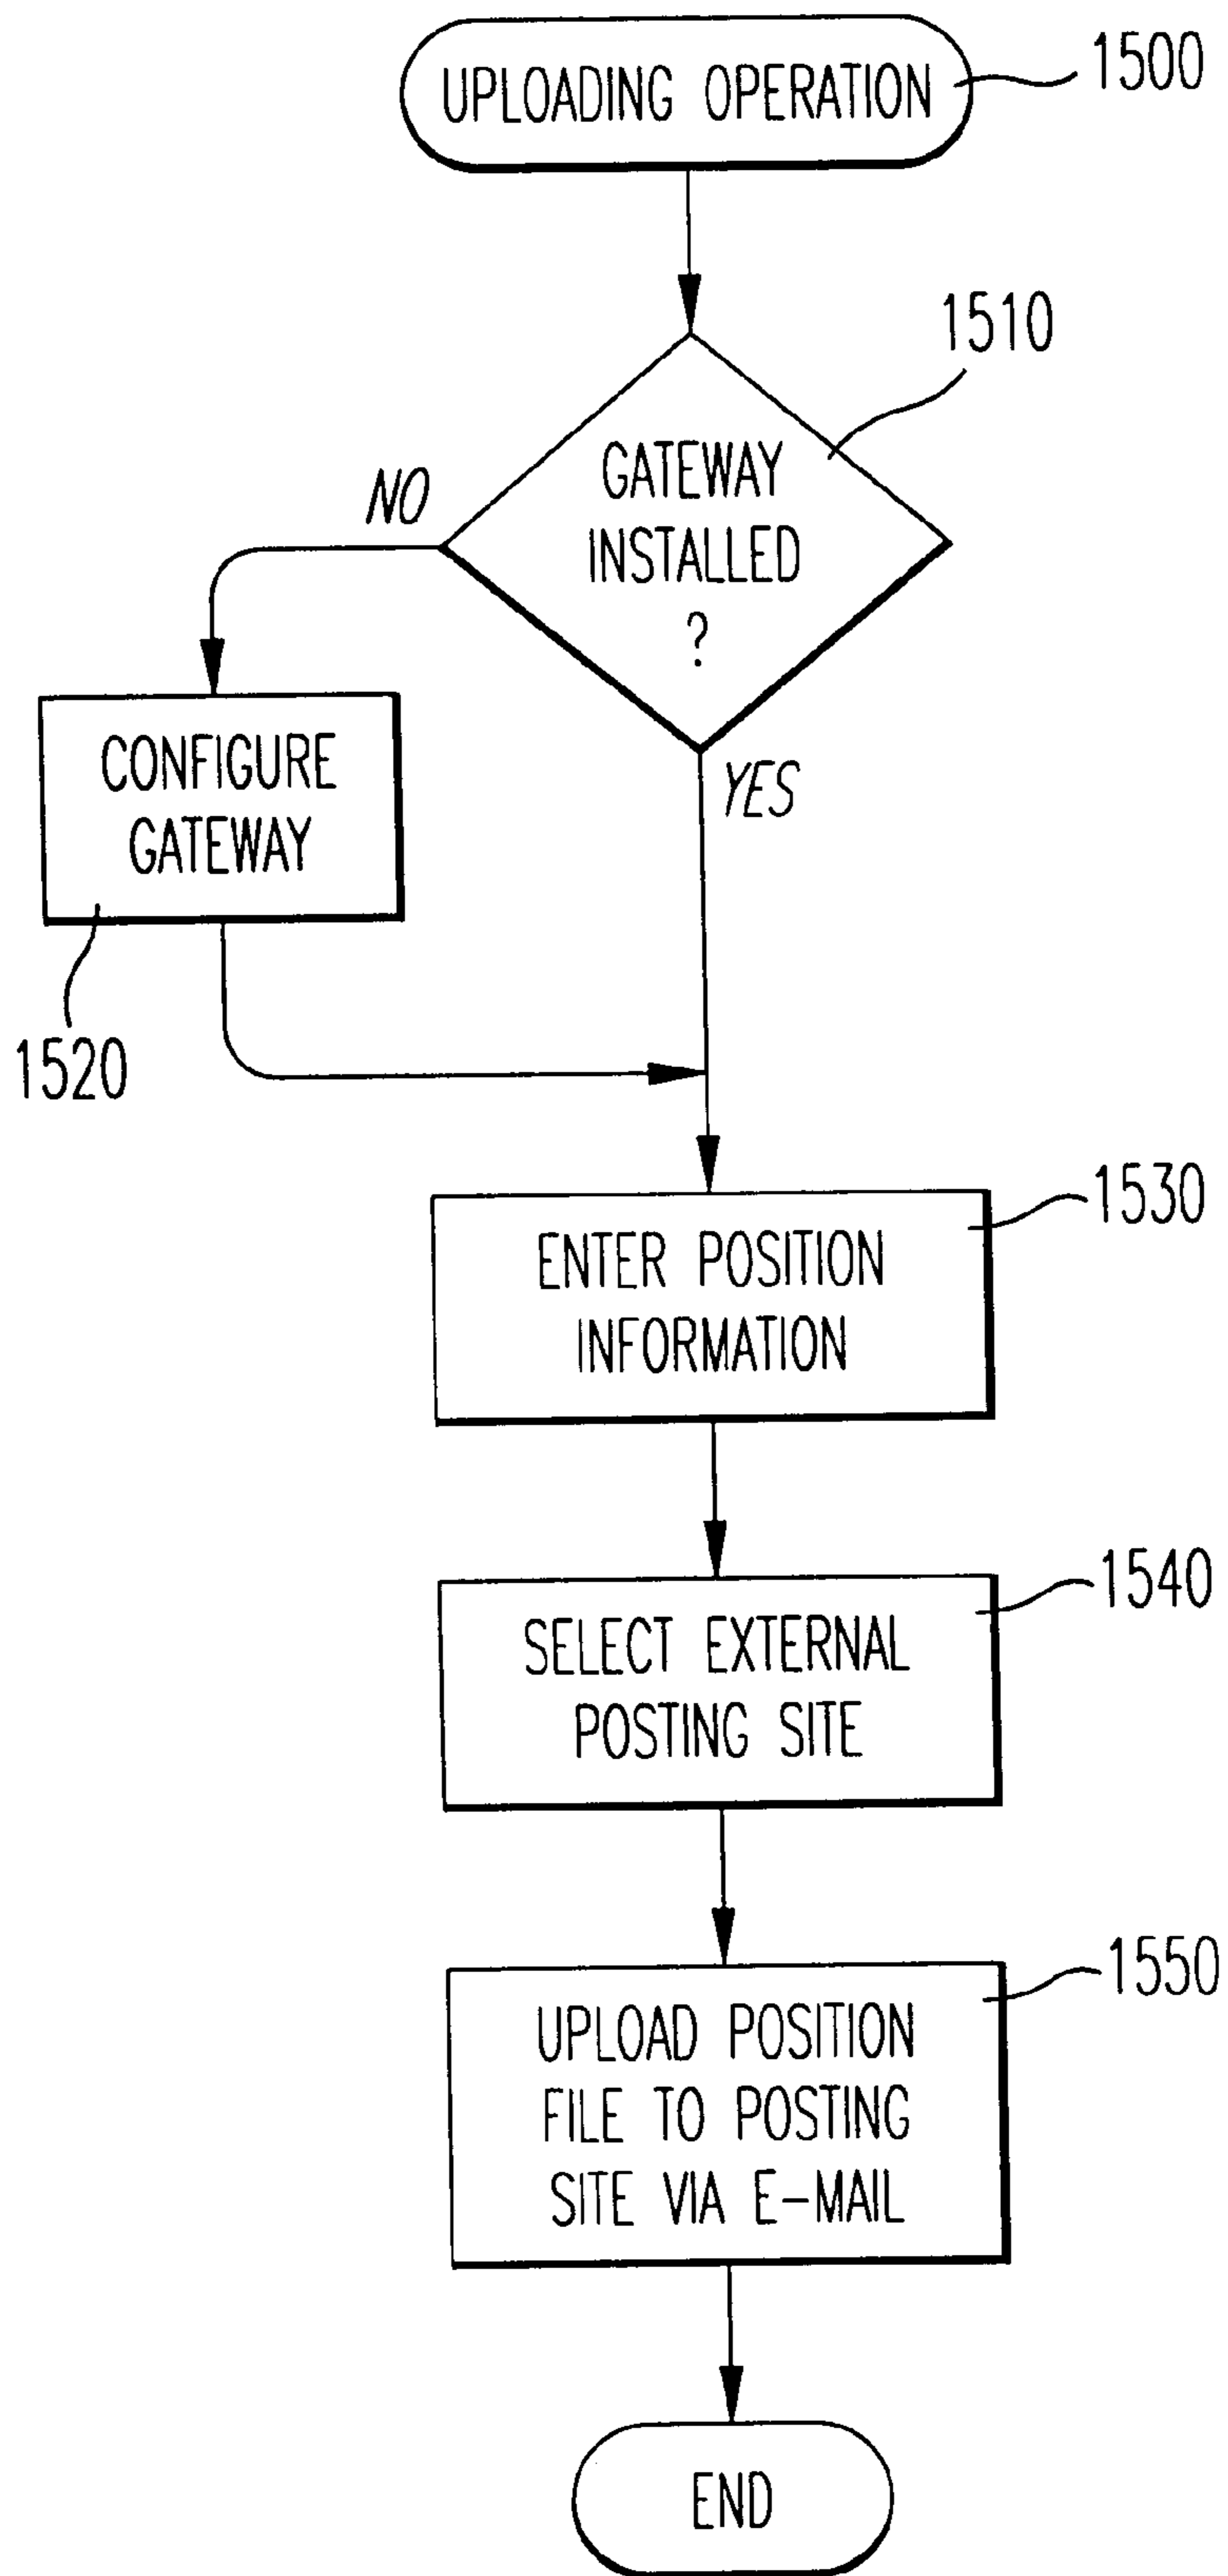 UPLOADING OPERATION
1500
1510
GATEWAY
INSTALLED
?
NO
YES
CONFIGURE
GATEWAY
1520
1530
ENTER POSITION
INFORMATION
1540
SELECT EXTERNAL
POSTING SITE
1550
UPLOAD POSITION
FILE TO POSTING
SITE VIA E-MAIL
END